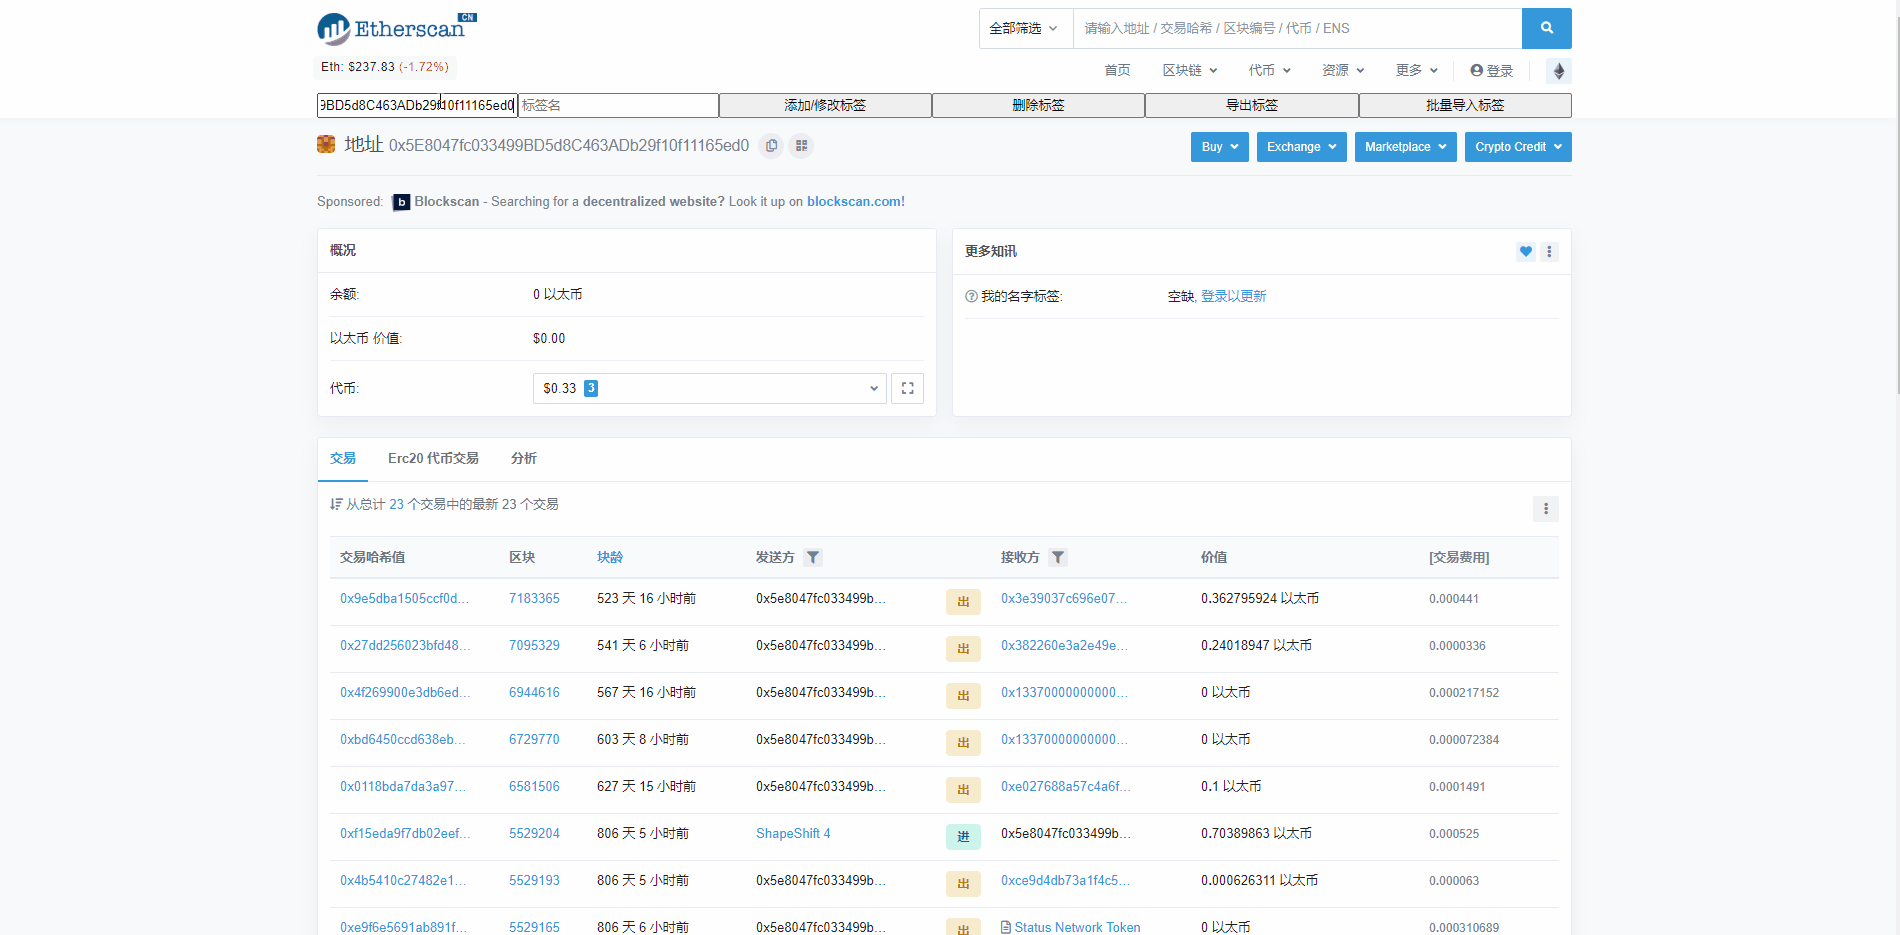 Etherscan CN
全部筛选 请输入地址 / 交易哈希 / 区块编号 / 代币 / ENS
Eth: $237.83 (-1.72%)
首页 区块链 代币 资源 更多 登录
9BD5d8C463ADb29f10f11165ed0 标签名 添加/修改标签 删除标签 导出标签 批量导入标签
地址 0x5E8047fc033499BD5d8C463ADb29f10f11165ed0
Buy Exchange Marketplace Crypto Credit
Sponsored: b Blockscan - Searching for a decentralized website? Look it up on blockscan.com!
概况
余额: 0 以太币
以太币 价值: $0.00
代币: $0.33 3
更多知讯
我的名字标签: 空缺, 登录以更新
交易 Erc20 代币交易 分析
从总计 23 个交易中的最新 23 个交易
交易哈希值 区块 块龄 发送方 接收方 价值 [交易费用]
0x9e5dba1505ccf0d... 7183365 523 天 16 小时前 0x5e8047fc033499b... 出 0x3e39037c696e07... 0.362795924 以太币 0.000441
0x27dd256023bfd48... 7095329 541 天 6 小时前 0x5e8047fc033499b... 出 0x382260e3a2e49e... 0.24018947 以太币 0.0000336
0x4f269900e3db6ed... 6944616 567 天 16 小时前 0x5e8047fc033499b... 出 0x13370000000000... 0 以太币 0.000217152
0xbd6450ccd638eb... 6729770 603 天 8 小时前 0x5e8047fc033499b... 出 0x13370000000000... 0 以太币 0.000072384
0x0118bda7da3a97... 6581506 627 天 15 小时前 0x5e8047fc033499b... 出 0xe027688a57c4a6f... 0.1 以太币 0.0001491
0xf15eda9f7db02eef... 5529204 806 天 5 小时前 ShapeShift 4 进 0x5e8047fc033499b... 0.70389863 以太币 0.000525
0x4b5410c27482e1... 5529193 806 天 5 小时前 0x5e8047fc033499b... 出 0xce9d4db73a1f4c5... 0.000626311 以太币 0.000063
0xe9f6e5691ab891f... 5529165 806 天 6 小时前 0x5e8047fc033499b... 出 Status Network Token 0 以太币 0.000310689